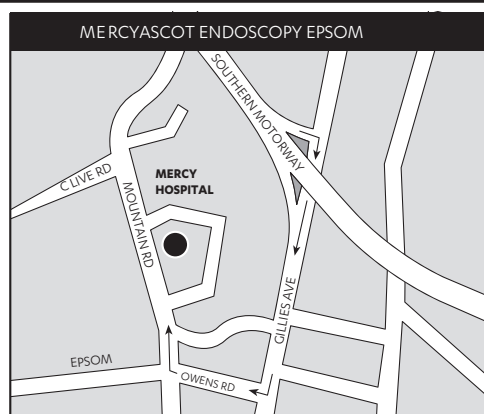 MERCYASCOT ENDOSCOPY EPSOM
SOUTHERN MOTORWAY
CLIVE RD
MERCY
HOSPITAL
MOUNTAIN RD
GILLIES AVE
EPSOM
OWENS RD